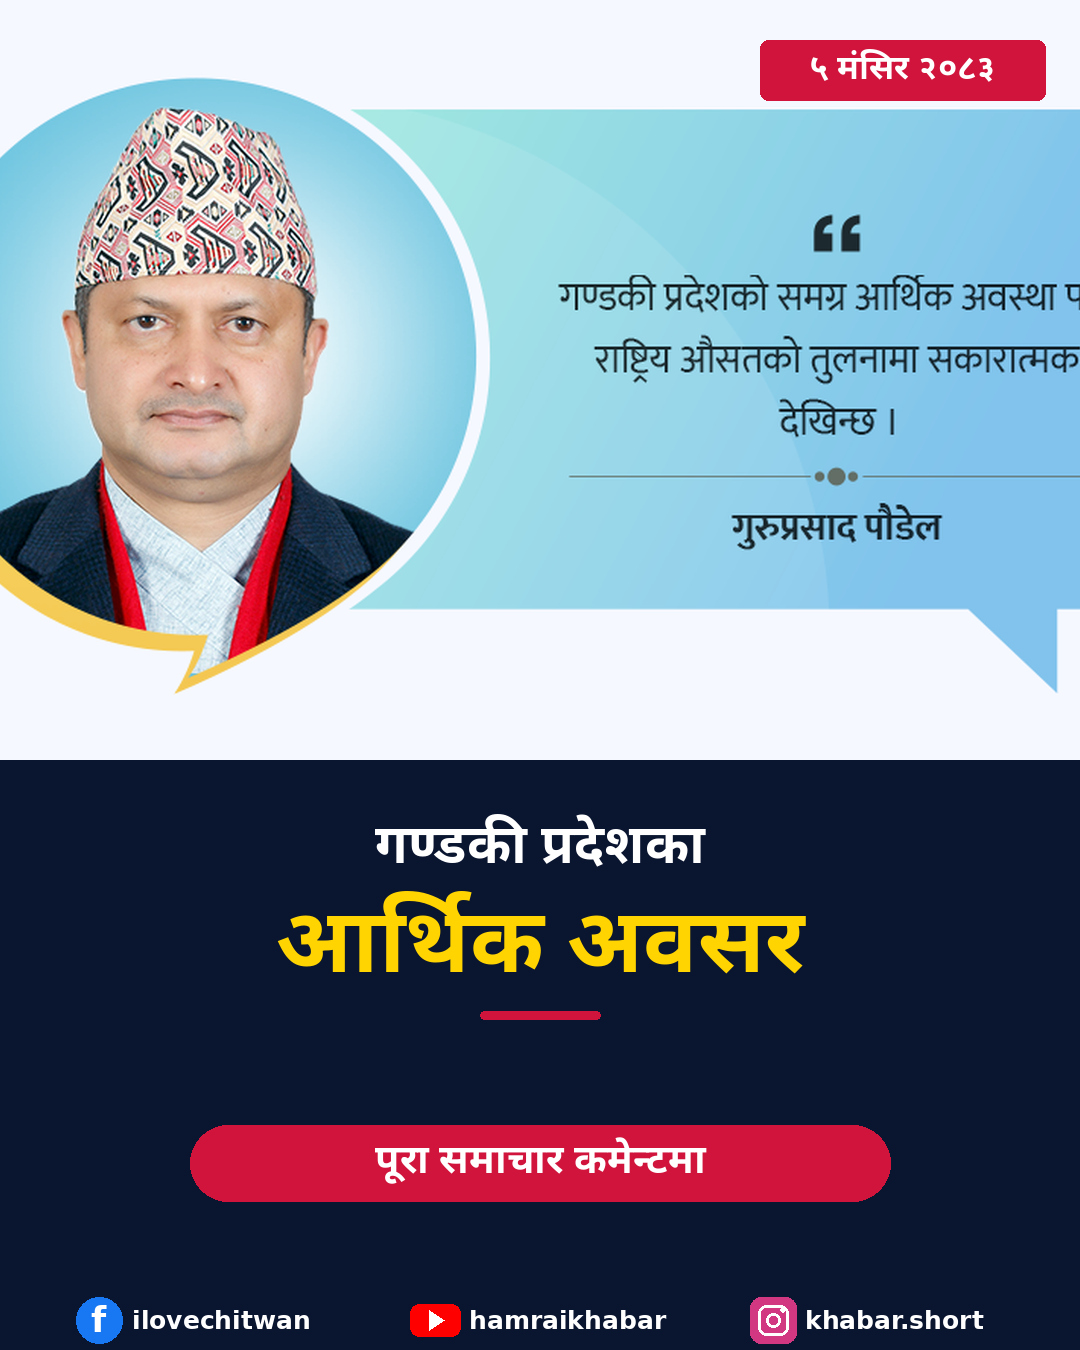 ५ मंसिर २०८३
“
गण्डकी प्रदेशको समग्र आर्थिक अवस्था
राष्ट्रिय औसतको तुलनामा सकारात्मक
देखिन्छ ।
गुरुप्रसाद पौडेल
गण्डकी प्रदेशका
आर्थिक अवसर
पूरा समाचार कमेन्टमा
ilovechitwan
hamraikhabar
khabar.short